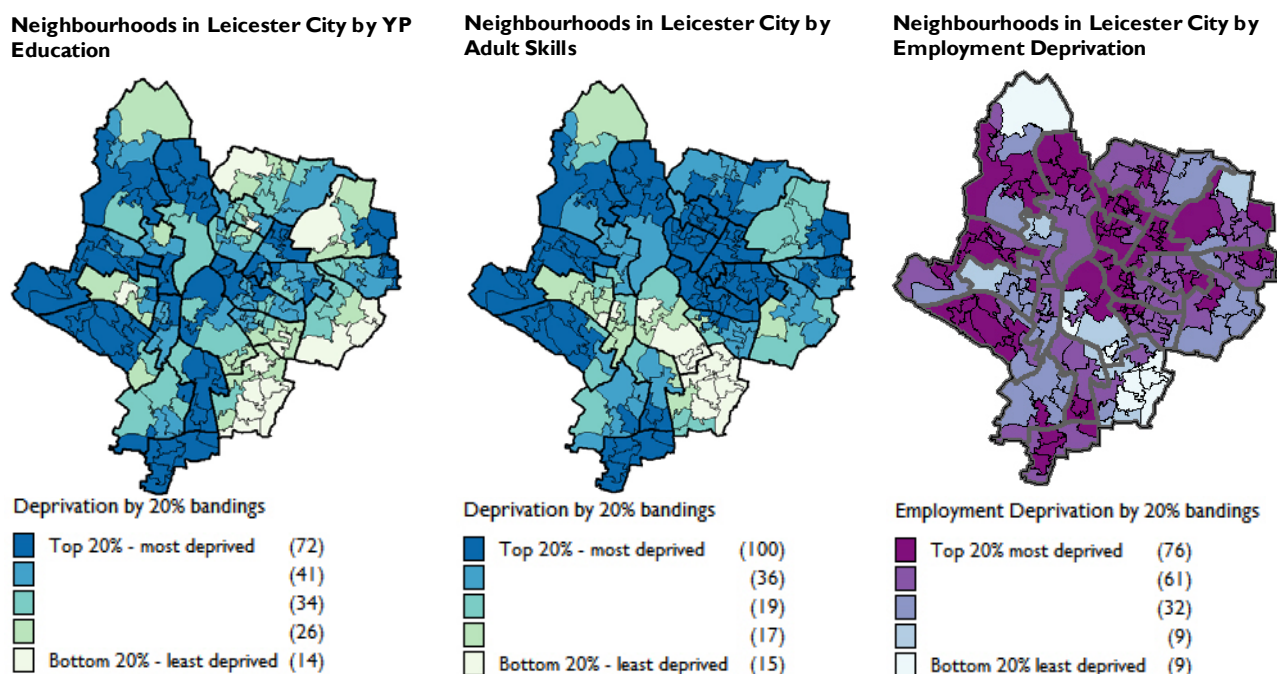 Neighbourhoods in Leicester City by YP
Education
Deprivation by 20% bandings
Top 20% - most deprived (72)
(41)
(34)
(26)
Bottom 20% - least deprived (14)
Neighbourhoods in Leicester City by
Adult Skills
Deprivation by 20% bandings
Top 20% - most deprived (100)
(36)
(19)
(17)
Bottom 20% - least deprived (15)
Neighbourhoods in Leicester City by
Employment Deprivation
Employment Deprivation by 20% bandings
Top 20% most deprived (76)
(61)
(32)
(9)
Bottom 20% least deprived (9)